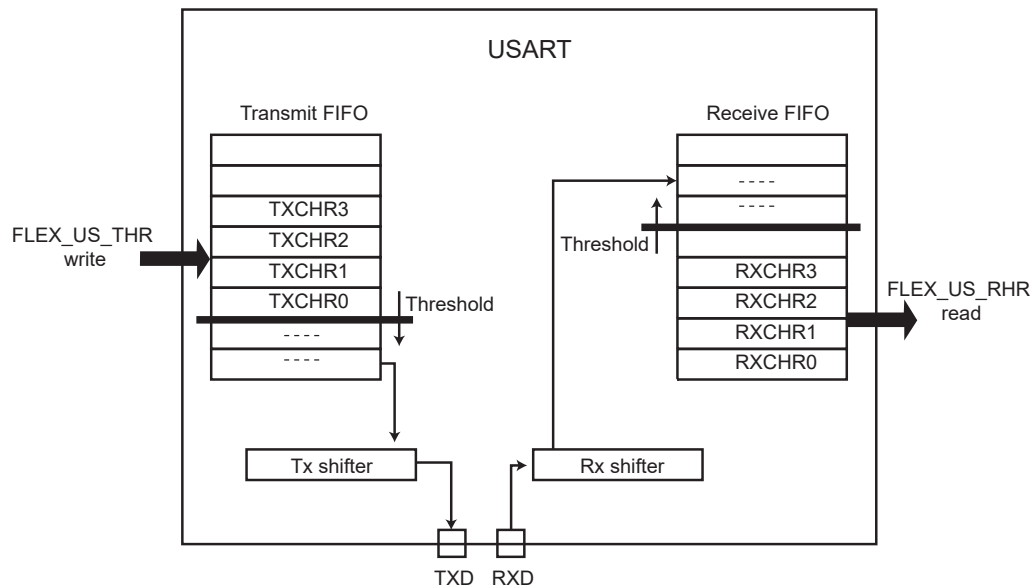 USART
Transmit FIFO
TXCHR3
TXCHR2
TXCHR1
TXCHR0
----
----
FLEX_US_THR
write
Threshold
Tx shifter
TXD
Receive FIFO
----
----
Threshold
RXCHR3
RXCHR2
RXCHR1
RXCHR0
FLEX_US_RHR
read
Rx shifter
RXD